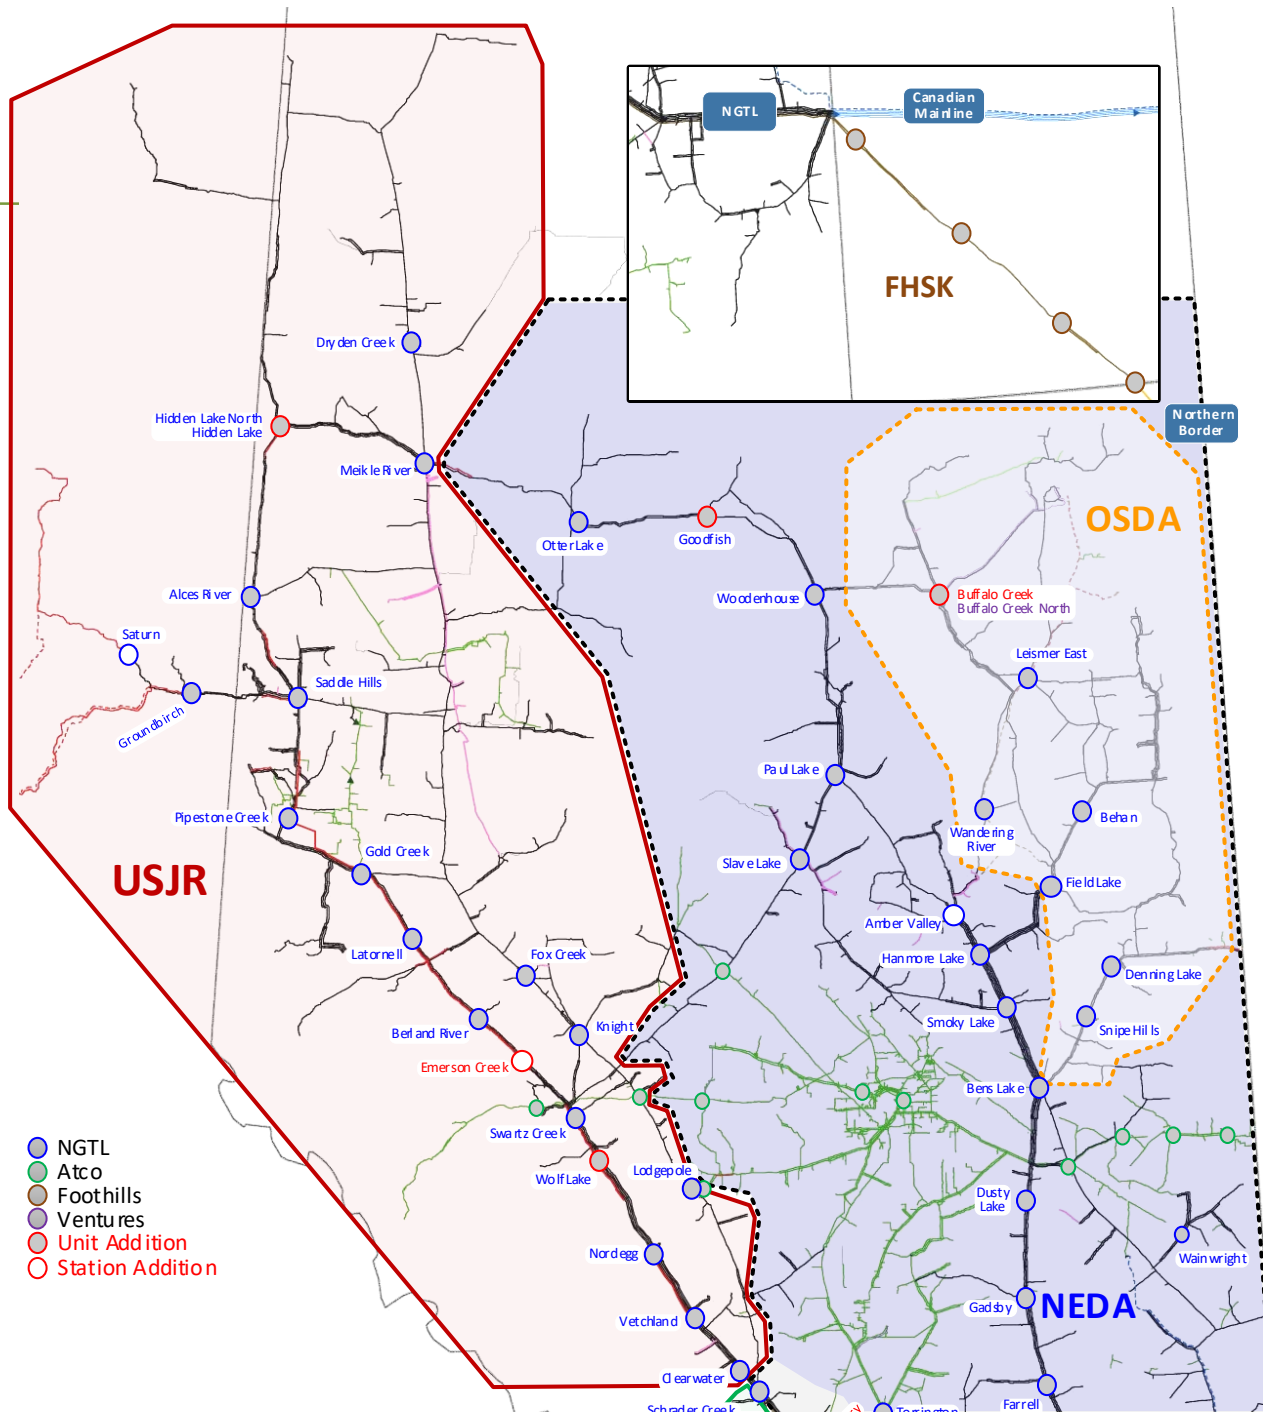 NGTL
Canadian
Mainline
FHSK
Northern
Border
Dryden Creek
Hidden Lake North
Hidden Lake
Meikle River
Otter Lake
Goodfish
OSDA
Alces River
Woodenhouse
Buffalo Creek
Buffalo Creek North
Saturn
Leismer East
Saddle Hills
Groundbirch
Paul Lake
Pipestone Creek
Wandering
River
Behan
Gold Creek
Slave Lake
USJR
Field Lake
Amber Valley
Latornell
Fox Creek
Hanmore Lake
Denning Lake
Berland River
Knight
Smoky Lake
Snipe Hills
Emerson Creek
Bens Lake
Swartz Creek
NGTL
Atco
Foothills
Ventures
Unit Addition
Station Addition
Wolf Lake
Lodgepole
Dusty
Lake
Nordegg
Wainwright
Gadsby
NEDA
Vetchland
Clearwater
Schrader Creek
Torrington
Farrell